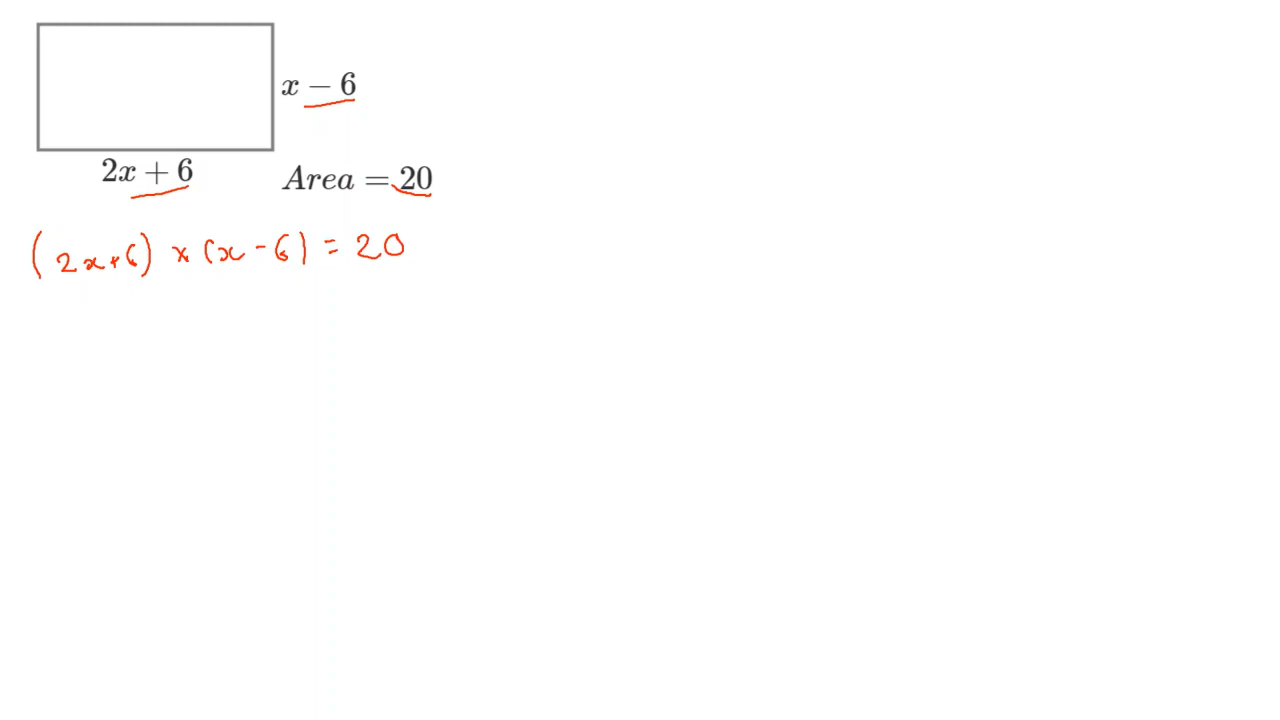 x − 6
2x + 6
Area = 20
(2x+6) × (x-6) = 20